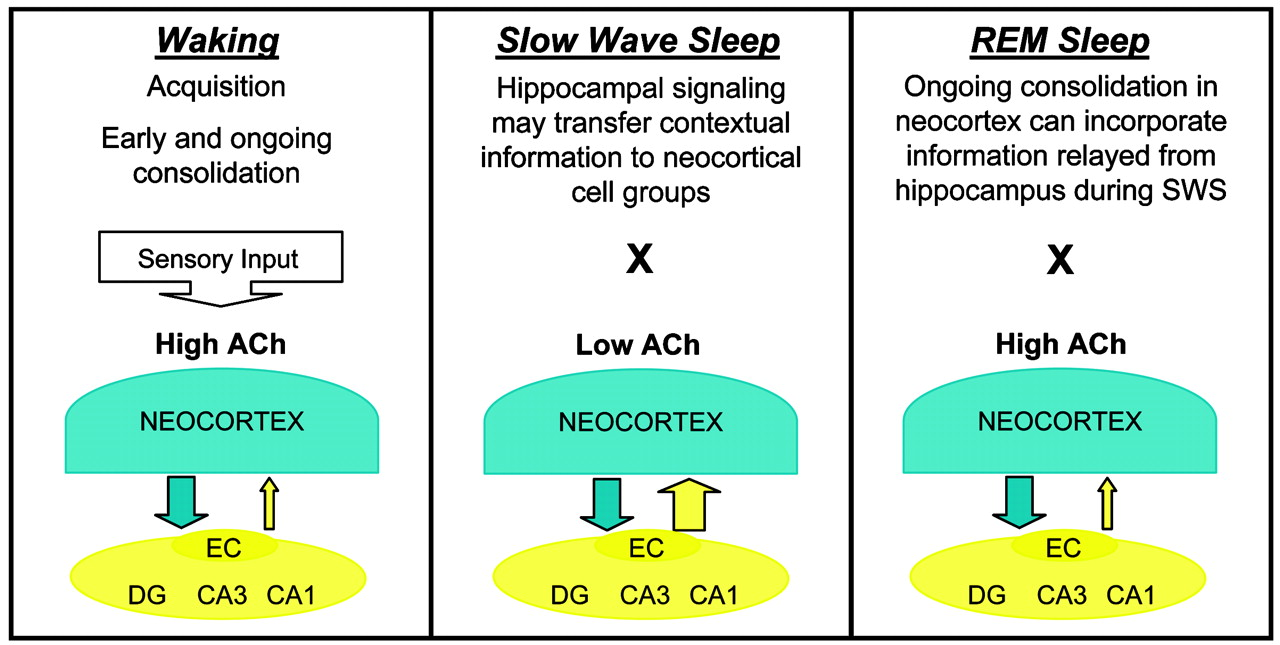 Waking
Acquisition
Early and ongoing
consolidation
Sensory Input
High ACh
NEOCORTEX
EC
DG CA3 CA1
Slow Wave Sleep
Hippocampal signaling
may transfer contextual
information to neocortical
cell groups
X
Low ACh
NEOCORTEX
EC
DG CA3 CA1
REM Sleep
Ongoing consolidation in
neocortex can incorporate
information relayed from
hippocampus during SWS
X
High ACh
NEOCORTEX
EC
DG CA3 CA1